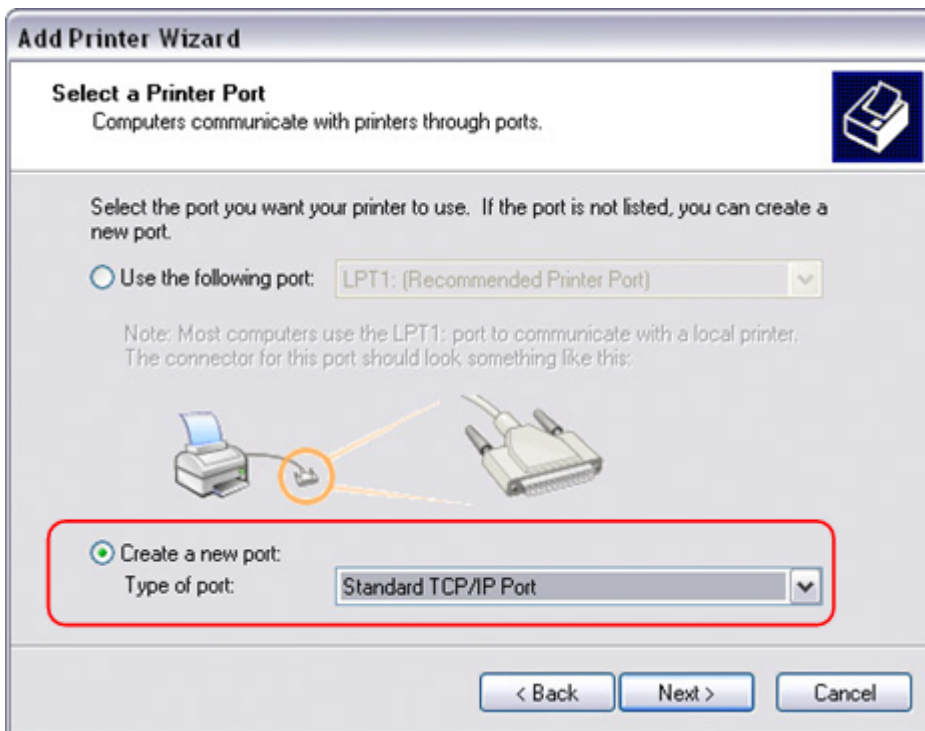 Add Printer Wizard
Select a Printer Port
Computers communicate with printers through ports.
Select the port you want your printer to use. If the port is not listed, you can create a
new port.
Use the following port: LPT1: (Recommended Printer Port)
Note: Most computers use the LPT1: port to communicate with a local printer.
The connector for this port should look something like this:
Create a new port:
Type of port: Standard TCP/IP Port
< Back Next > Cancel